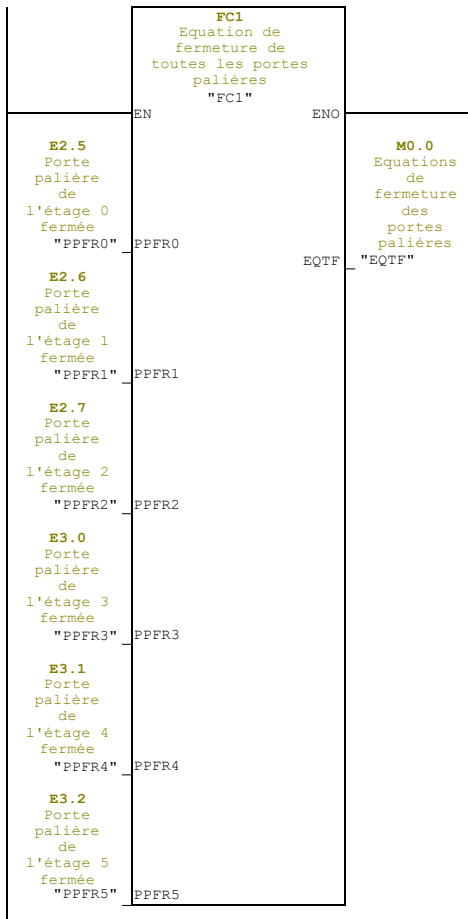 FC1
Equation de
fermeture de
toutes les portes
palières
"FC1"
EN
ENO
E2.5
Porte
palière
de
l'étage 0
fermée
"PPFR0"
PPFR0
M0.0
Equations
de
fermeture
des
portes
palières
EQTF
"EQTF"
E2.6
Porte
palière
de
l'étage 1
fermée
"PPFR1"
PPFR1
E2.7
Porte
palière
de
l'étage 2
fermée
"PPFR2"
PPFR2
E3.0
Porte
palière
de
l'étage 3
fermée
"PPFR3"
PPFR3
E3.1
Porte
palière
de
l'étage 4
fermée
"PPFR4"
PPFR4
E3.2
Porte
palière
de
l'étage 5
fermée
"PPFR5"
PPFR5